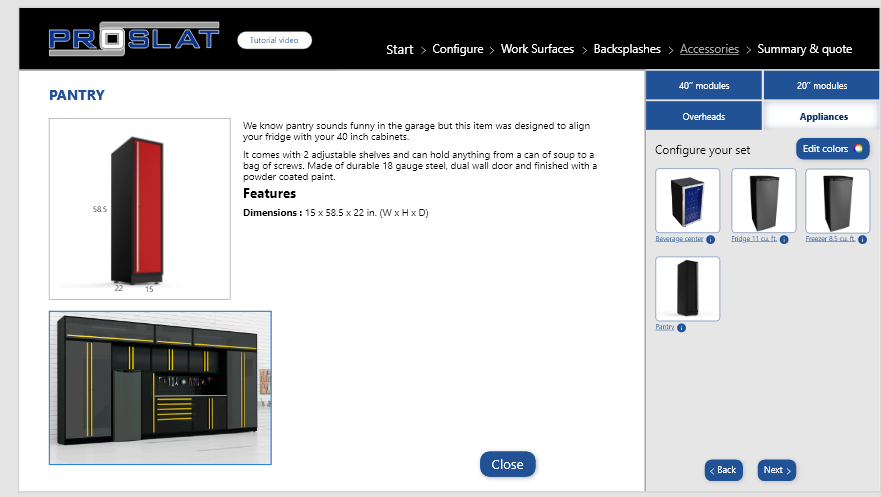 PROSLAT
Tutorial video
Start > Configure > Work Surfaces > Backsplashes > Accessories > Summary & quote
PANTRY
We know pantry sounds funny in the garage but this item was designed to align
your fridge with your 40 inch cabinets.
It comes with 2 adjustable shelves and can hold anything from a can of soup to a
bag of screws. Made of durable 18 gauge steel, dual wall door and finished with a
powder coated paint.
Features
Dimensions : 15 x 58.5 x 22 in. (W x H x D)
58.5
22
15
Close
40” modules
20” modules
Overheads
Appliances
Configure your set
Edit colors
Beverage center i
Fridge 11 cu. ft. i
Freezer 8.5 cu. ft. i
Pantry i
< Back
Next >